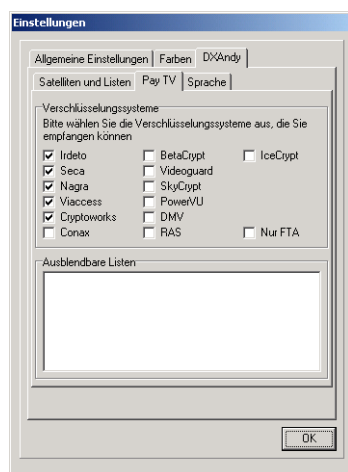 Einstellungen
Allgemeine Einstellungen Farben DXAndy
Satelliten und Listen Pay TV Sprache
Verschlüsselungssysteme
Bitte wählen Sie die Verschlüsselungssysteme aus, die Sie
empfangen können
Irdeto BetaCrypt IceCrypt
Seca Videoguard
Nagra SkyCrypt
Viaccess PowerVU
Cryptoworks DMV
Conax RAS Nur FTA
Ausblendbare Listen
OK